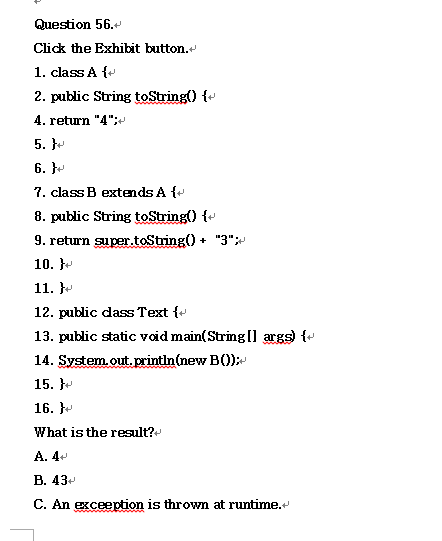 Question 56.
Click the Exhibit button.
1. class A {
2. public String toString() {
4. return "4";
5. }
6. }
7. class B extends A {
8. public String toString() {
9. return super.toString() + "3";
10. }
11. }
12. public class Text {
13. public static void main(String[] args) {
14. System.out.println(new B());
15. }
16. }
What is the result?
A. 4
B. 43
C. An exceeption is thrown at runtime.